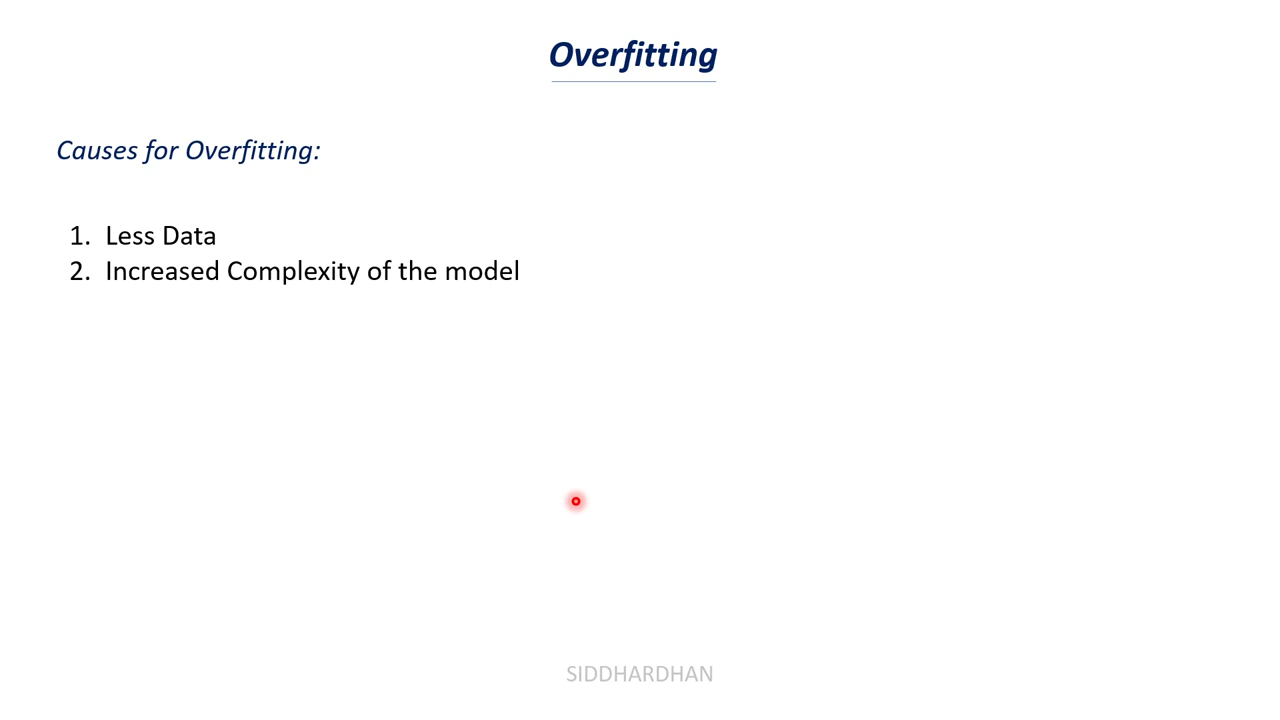 Overfitting
Causes for Overfitting:
1. Less Data
2. Increased Complexity of the model
SIDDHARDHAN